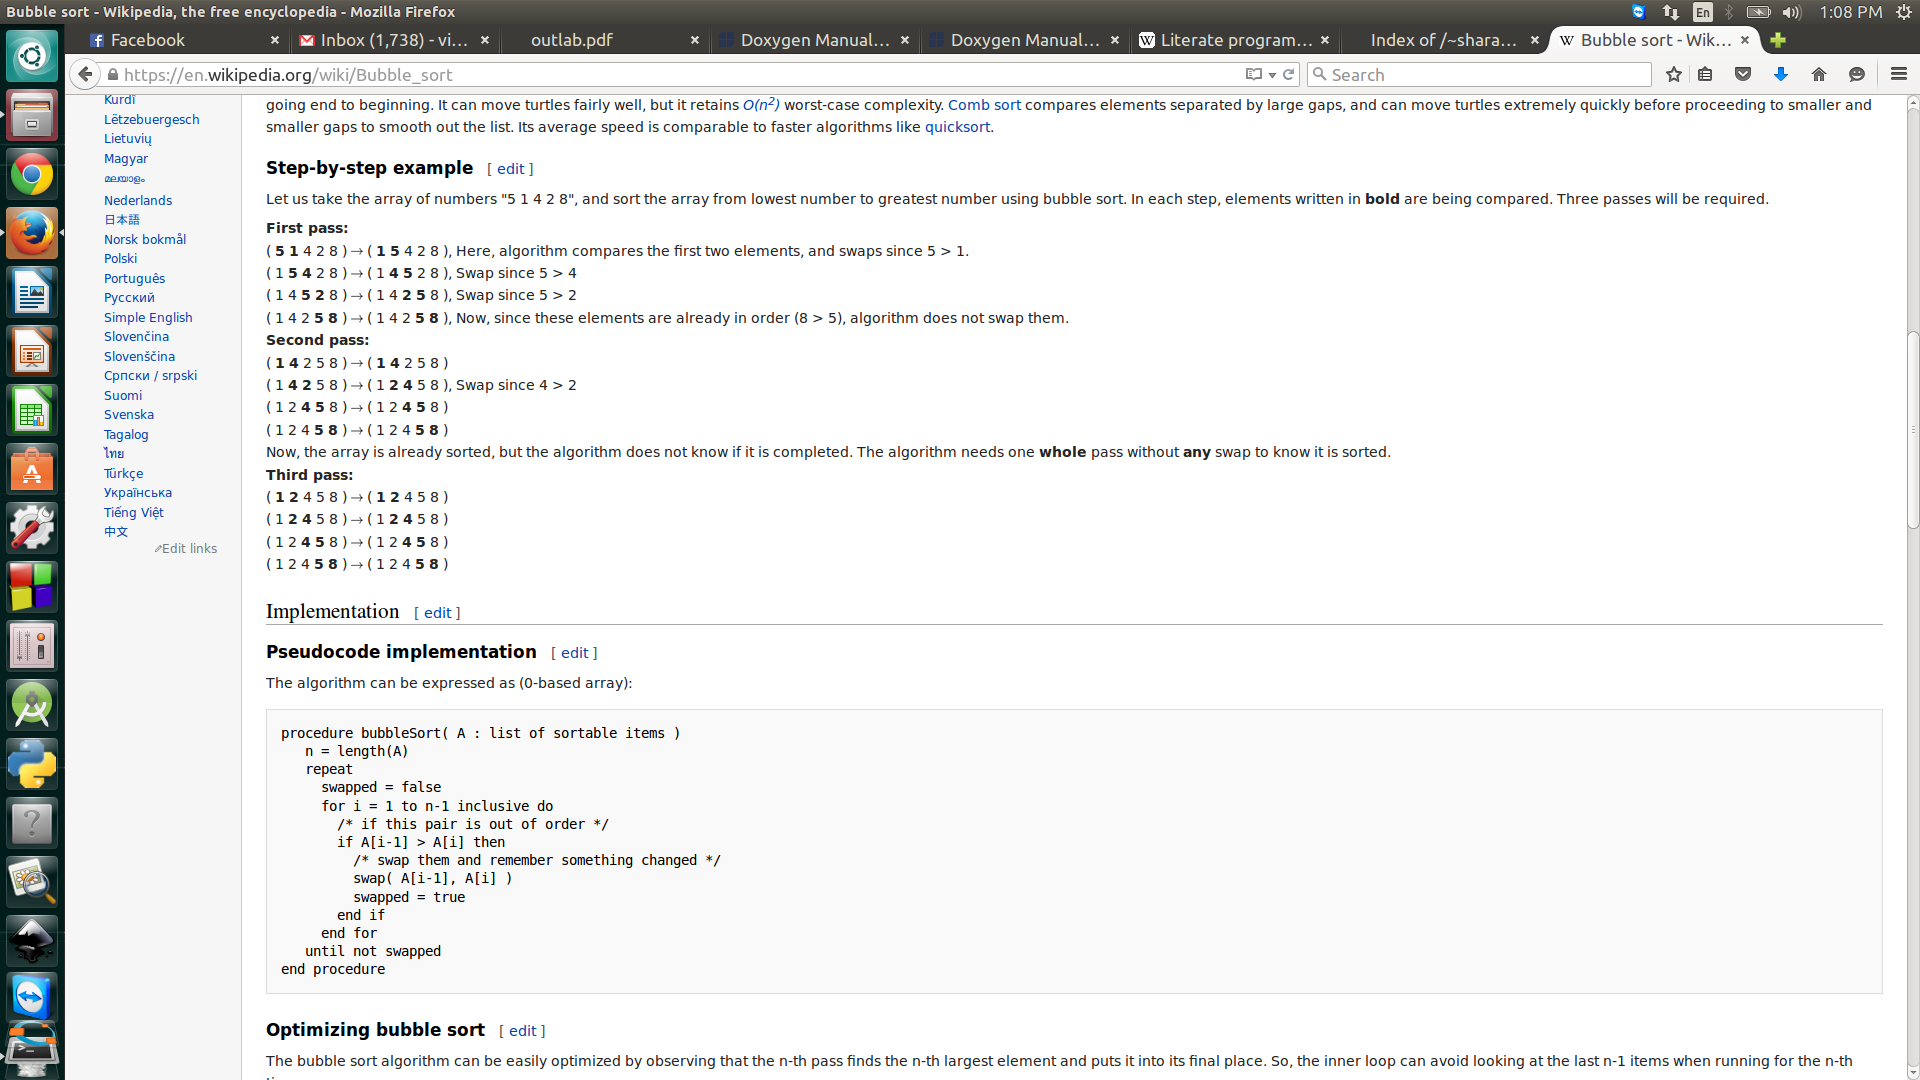 Bubble sort - Wikipedia, the free encyclopedia - Mozilla Firefox
En
1:08 PM
Facebook
Inbox (1,738) - vi...
outlab.pdf
Doxygen Manual...
Doxygen Manual...
Literate program...
Index of /~shara...
Bubble sort - Wik...
https://en.wikipedia.org/wiki/Bubble_sort
Search
Kurdî
Lëtzebuergesch
Lietuvių
Magyar
മലയാളം
Nederlands
日本語
Norsk bokmål
Polski
Português
Русский
Simple English
Slovenčina
Slovenščina
Српски / srpski
Suomi
Svenska
Tagalog
ไทย
Türkçe
Українська
Tiếng Việt
中文
Edit links
going end to beginning. It can move turtles fairly well, but it retains O(n²) worst-case complexity. Comb sort compares elements separated by large gaps, and can move turtles extremely quickly before proceeding to smaller and
smaller gaps to smooth out the list. Its average speed is comparable to faster algorithms like quicksort.
Step-by-step example [ edit ]
Let us take the array of numbers "5 1 4 2 8", and sort the array from lowest number to greatest number using bubble sort. In each step, elements written in bold are being compared. Three passes will be required.
First pass:
( 5 1 4 2 8 ) → ( 1 5 4 2 8 ), Here, algorithm compares the first two elements, and swaps since 5 > 1.
( 1 5 4 2 8 ) → ( 1 4 5 2 8 ), Swap since 5 > 4
( 1 4 5 2 8 ) → ( 1 4 2 5 8 ), Swap since 5 > 2
( 1 4 2 5 8 ) → ( 1 4 2 5 8 ), Now, since these elements are already in order (8 > 5), algorithm does not swap them.
Second pass:
( 1 4 2 5 8 ) → ( 1 4 2 5 8 )
( 1 4 2 5 8 ) → ( 1 2 4 5 8 ), Swap since 4 > 2
( 1 2 4 5 8 ) → ( 1 2 4 5 8 )
( 1 2 4 5 8 ) → ( 1 2 4 5 8 )
Now, the array is already sorted, but the algorithm does not know if it is completed. The algorithm needs one whole pass without any swap to know it is sorted.
Third pass:
( 1 2 4 5 8 ) → ( 1 2 4 5 8 )
( 1 2 4 5 8 ) → ( 1 2 4 5 8 )
( 1 2 4 5 8 ) → ( 1 2 4 5 8 )
( 1 2 4 5 8 ) → ( 1 2 4 5 8 )
Implementation [ edit ]
Pseudocode implementation [ edit ]
The algorithm can be expressed as (0-based array):
procedure bubbleSort( A : list of sortable items )
n = length(A)
repeat
swapped = false
for i = 1 to n-1 inclusive do
/* if this pair is out of order */
if A[i-1] > A[i] then
/* swap them and remember something changed */
swap( A[i-1], A[i] )
swapped = true
end if
end for
until not swapped
end procedure
Optimizing bubble sort [ edit ]
The bubble sort algorithm can be easily optimized by observing that the n-th pass finds the n-th largest element and puts it into its final place. So, the inner loop can avoid looking at the last n-1 items when running for the n-th